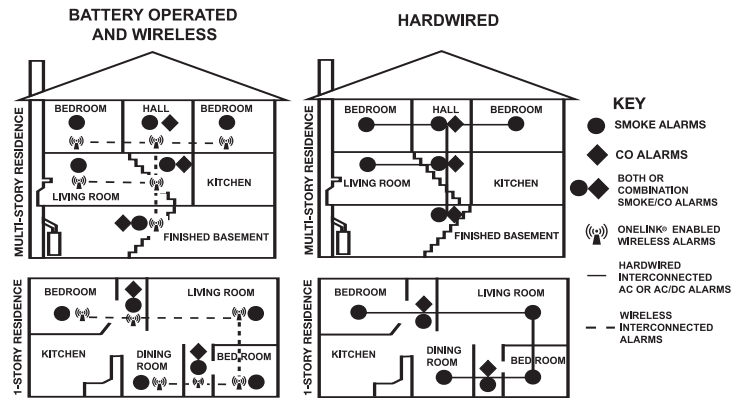 BATTERY OPERATED
AND WIRELESS
HARDWIRED
MULTI-STORY RESIDENCE
BEDROOM
HALL
BEDROOM
LIVING ROOM
KITCHEN
FINISHED BASEMENT
MULTI-STORY RESIDENCE
BEDROOM
HALL
BEDROOM
LIVING ROOM
KITCHEN
FINISHED BASEMENT
1-STORY RESIDENCE
BEDROOM
LIVING ROOM
KITCHEN
DINING
ROOM
BEDROOM
1-STORY RESIDENCE
BEDROOM
LIVING ROOM
KITCHEN
DINING
ROOM
BEDROOM
KEY
SMOKE ALARMS
CO ALARMS
BOTH OR
COMBINATION
SMOKE/CO ALARMS
ONELINK® ENABLED
WIRELESS ALARMS
HARDWIRED
INTERCONNECTED
AC OR AC/DC ALARMS
WIRELESS
INTERCONNECTED
ALARMS